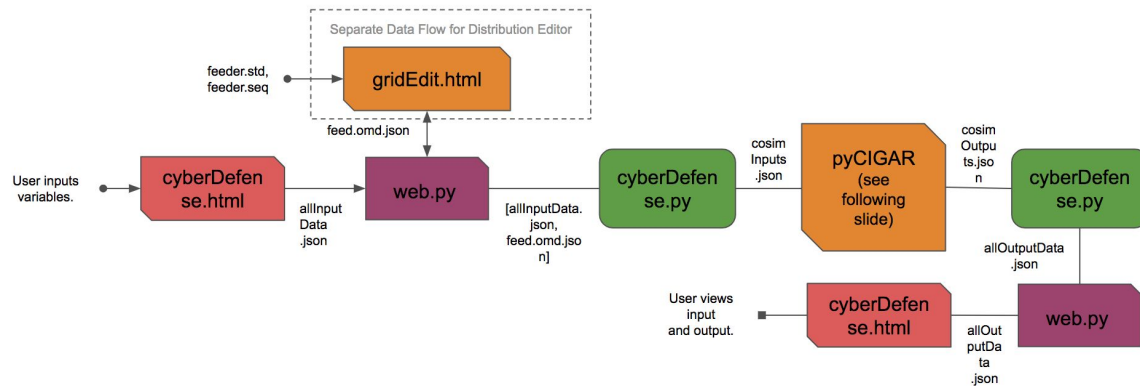 Separate Data Flow for Distribution Editor
feeder.std,
feeder.seq
gridEdit.html
feed.omd.json
User inputs
variables.
cyberDefen
se.html
allInput
Data
.json
web.py
[allInputData.
json,
feed.omd.jso
n]
cyberDefen
se.py
cosim
Inputs
.json
pyCIGAR
(see
following
slide)
cosim
Outpu
ts.jso
n
cyberDefen
se.py
allOutputData
.json
web.py
allOut
putDa
ta
.json
cyberDefen
se.html
User views
input
and output.